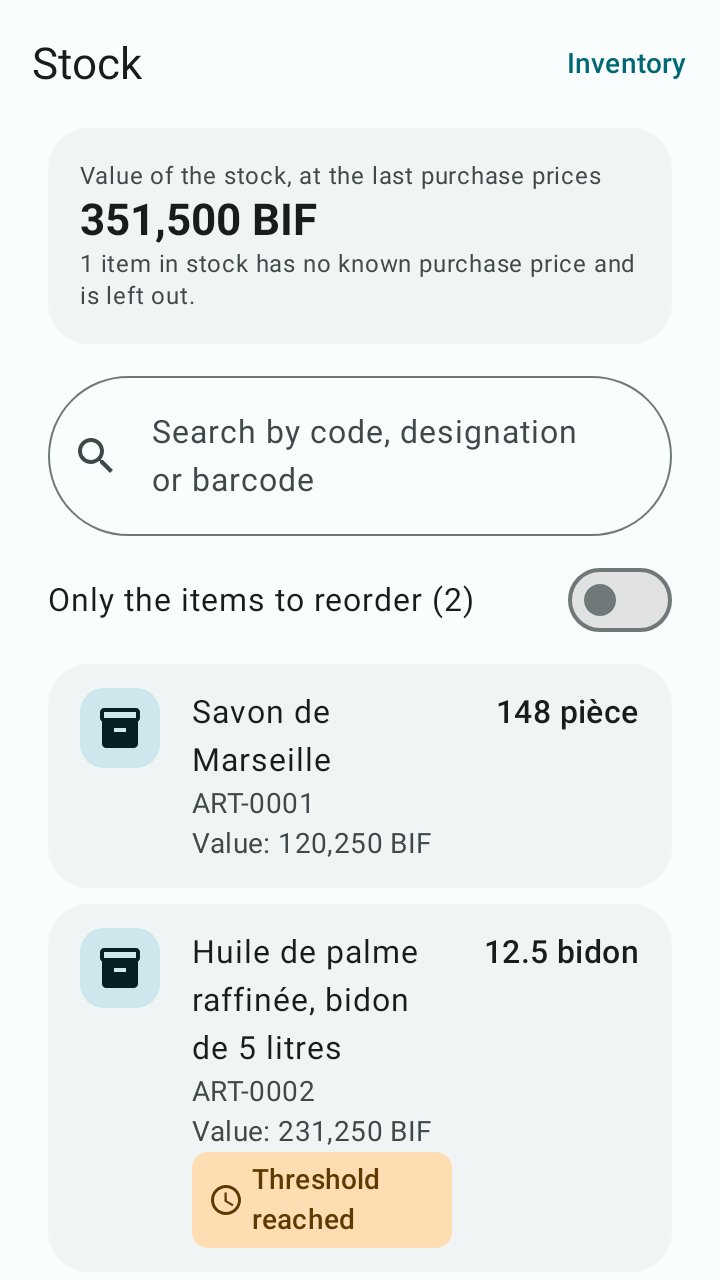 Stock
Inventory
Value of the stock, at the last purchase prices
351,500 BIF
1 item in stock has no known purchase price and
is left out.
Search by code, designation
or barcode
Only the items to reorder (2)
Savon de
Marseille
148 pièce
ART-0001
Value: 120,250 BIF
Huile de palme
raffinée, bidon
de 5 litres
12.5 bidon
ART-0002
Value: 231,250 BIF
Threshold
reached